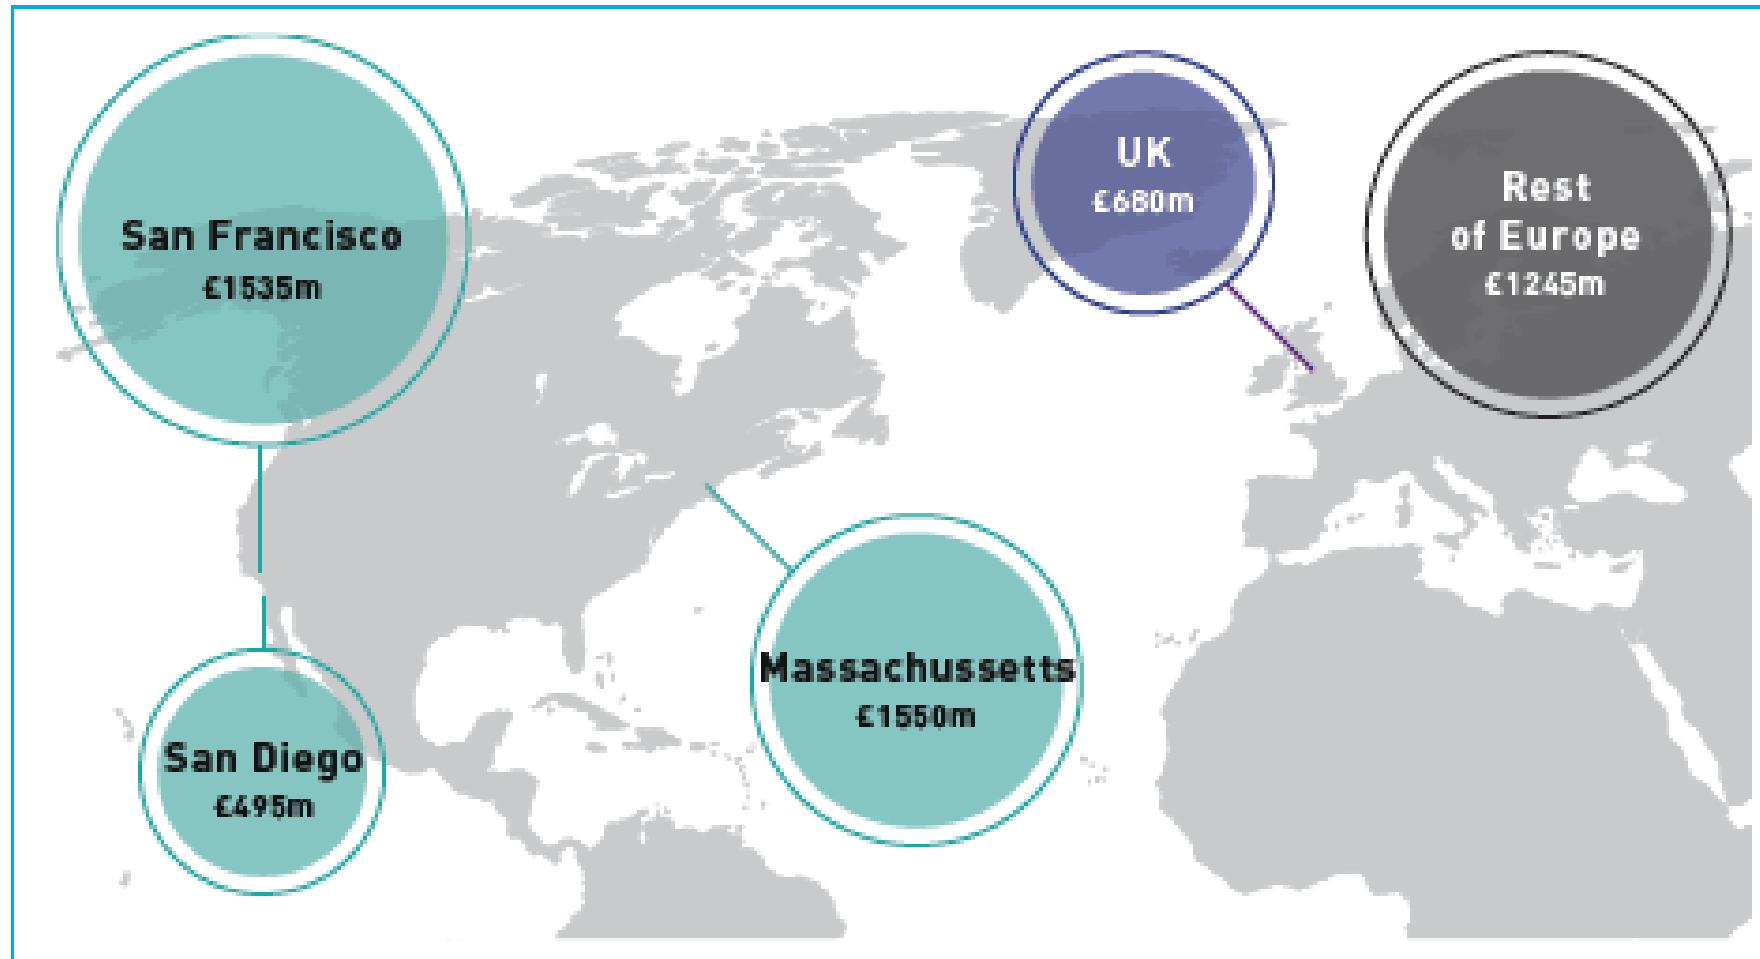 San Francisco
£1535m
UK
£680m
Rest
of Europe
£1245m
Massachussetts
£1550m
San Diego
£495m